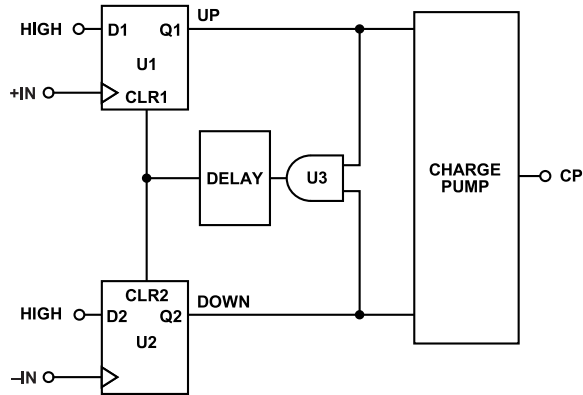 UP
HIGH
D1
Q1
U1
+IN
CLR1
DELAY
U3
CHARGE
PUMP
CP
CLR2
DOWN
HIGH
D2
Q2
U2
–IN